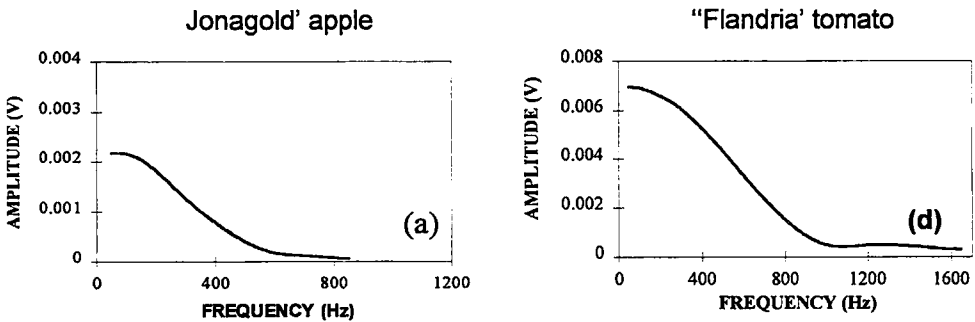 Jonagold' apple
0.004
0.003
0.002
0.001
0
AMPLITUDE (V)
(a)
0
400
800
1200
FREQUENCY (Hz)
"Flandria' tomato
0.008
0.006
0.004
0.002
0
AMPLITUDE (V)
(d)
0
400
800
1200
1600
FREQUENCY (Hz)